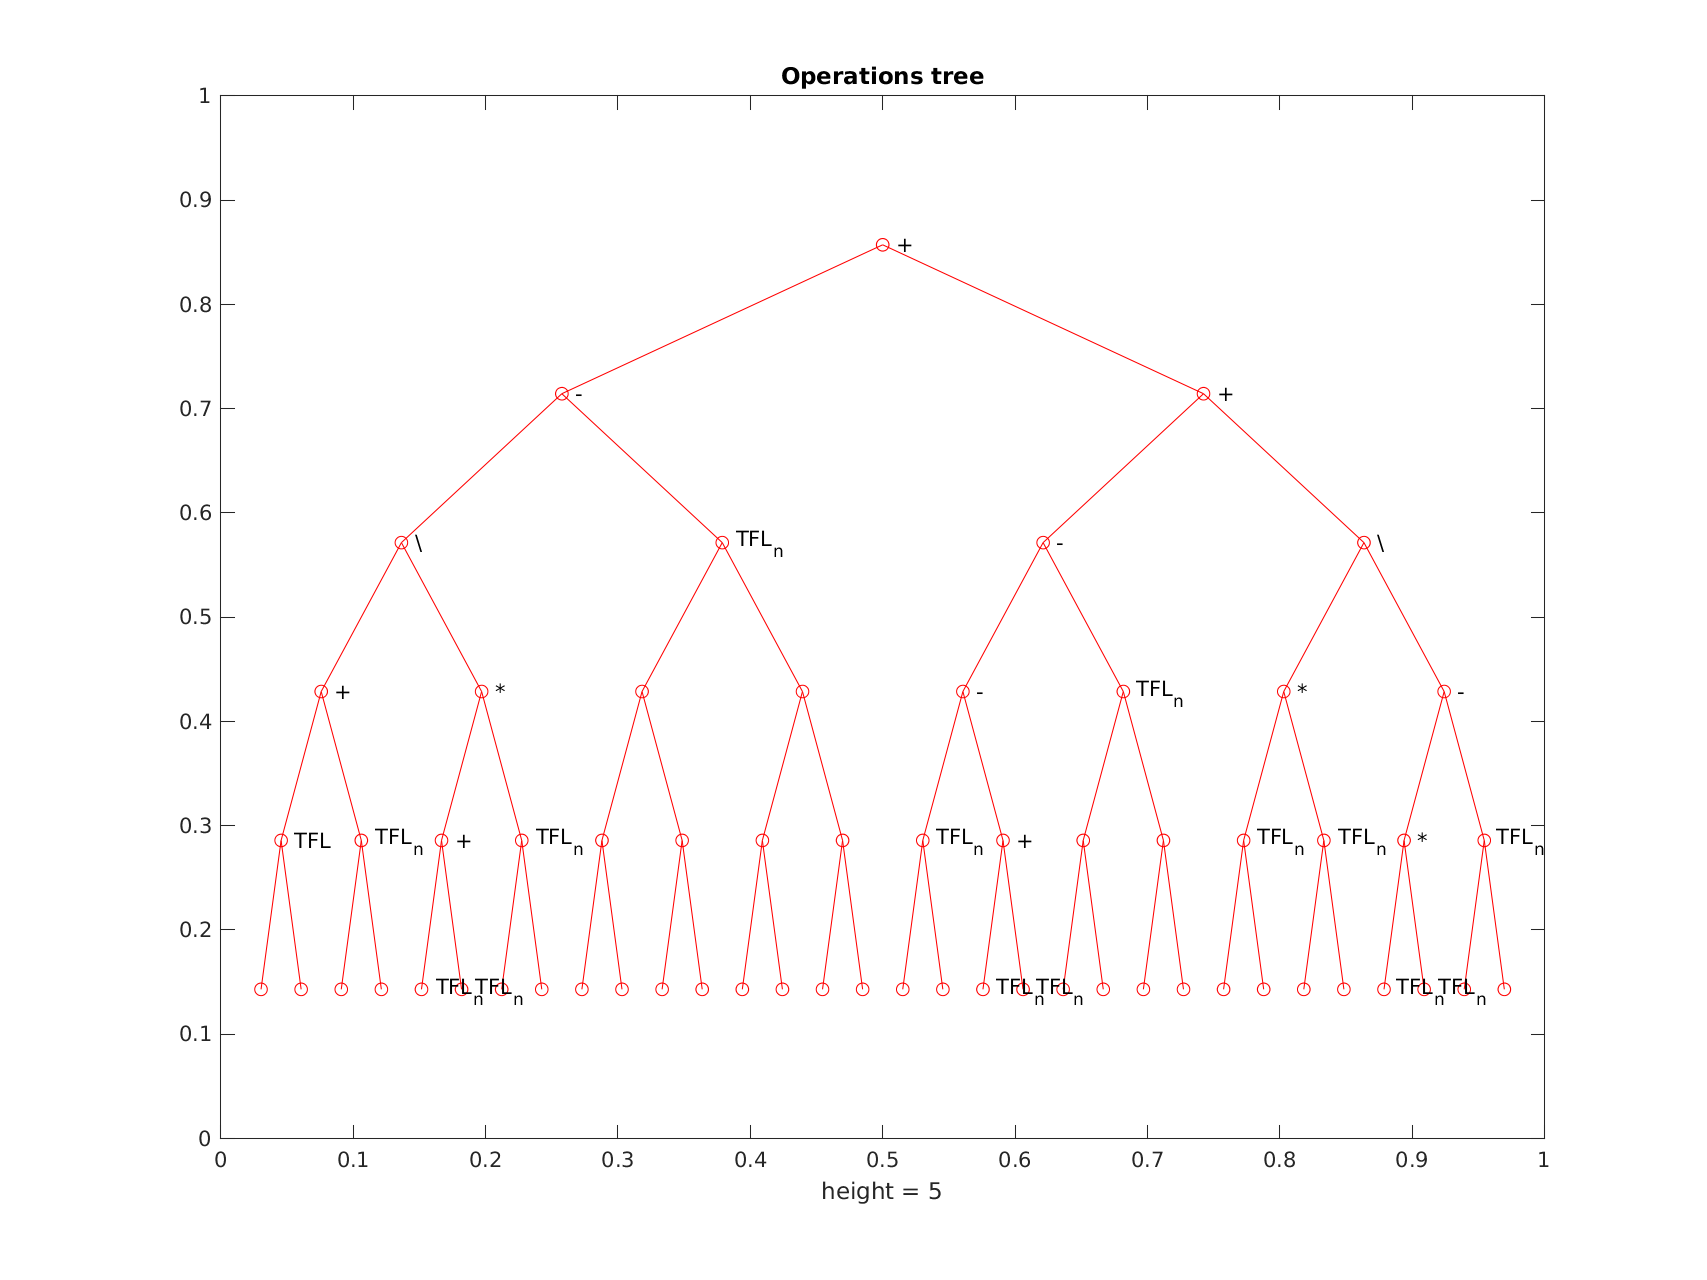 Operations tree
1
0.9
+
0.8
- +
0.7
0.6
\ TFLn - \
0.5
+ * - TFLn * -
0.4
0.3
TFL TFLn + TFLn TFLn + TFLn TFLn * TFLn
0.2
TFLn TFLn TFLn TFLn TFLn TFLn
0.1
0
0 0.1 0.2 0.3 0.4 0.5 0.6 0.7 0.8 0.9 1
height = 5